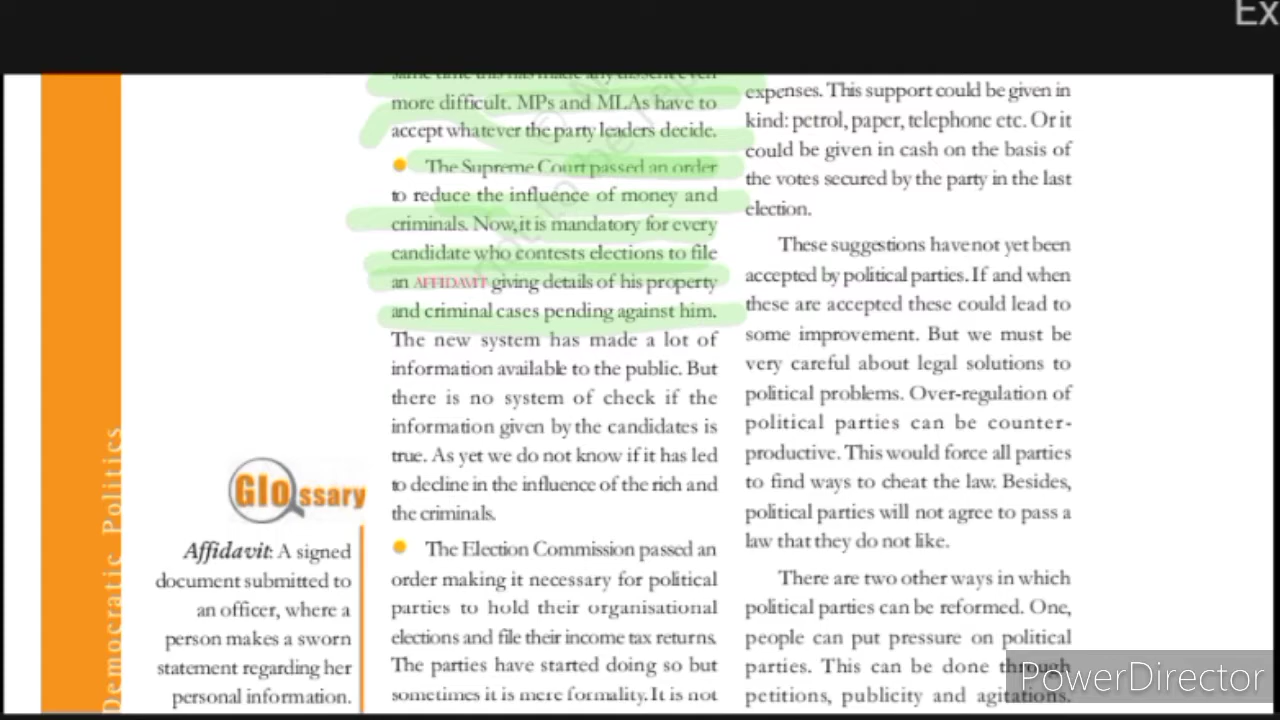 Ex
same time this has made any dissent even
more difficult. MPs and MLAs have to
accept whatever the party leaders decide.
The Supreme Court passed an order
to reduce the influence of money and
criminals. Now, it is mandatory for every
candidate who contests elections to file
an AFFIDAVIT giving details of his property
and criminal cases pending against him.
The new system has made a lot of
information available to the public. But
there is no system of check if the
information given by the candidates is
true. As yet we do not know if it has led
to decline in the influence of the rich and
the criminals.
The Election Commission passed an
order making it necessary for political
parties to hold their organisational
elections and file their income tax returns.
The parties have started doing so but
sometimes it is mere formality. It is not
expenses. This support could be given in
kind: petrol, paper, telephone etc. Or it
could be given in cash on the basis of
the votes secured by the party in the last
election.
These suggestions have not yet been
accepted by political parties. If and when
these are accepted these could lead to
some improvement. But we must be
very careful about legal solutions to
political problems. Over-regulation of
political parties can be counter-
productive. This would force all parties
to find ways to cheat the law. Besides,
political parties will not agree to pass a
law that they do not like.
There are two other ways in which
political parties can be reformed. One,
people can put pressure on political
parties. This can be done through
petitions, publicity and agitations.
Glossary
Affidavit: A signed
document submitted to
an officer, where a
person makes a sworn
statement regarding her
personal information.
Democratic Politics
PowerDirector